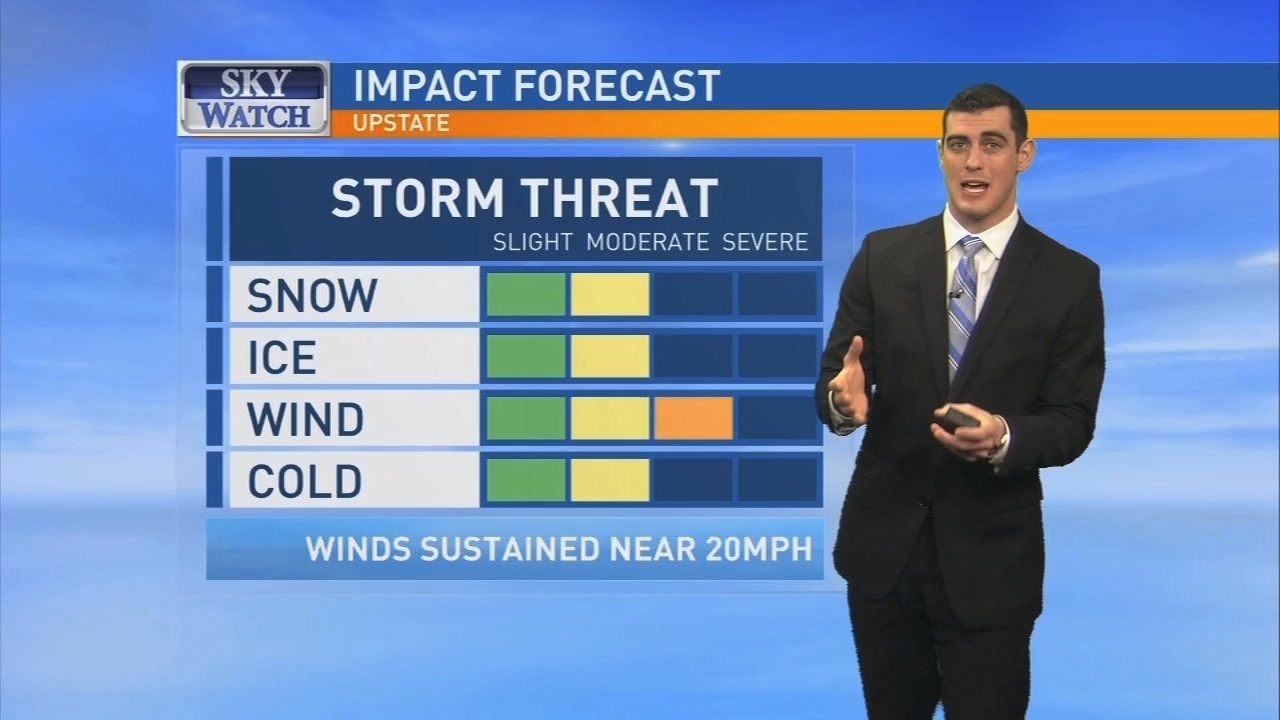 SKY
WATCH
IMPACT FORECAST
UPSTATE
STORM THREAT
SLIGHT MODERATE SEVERE
SNOW
ICE
WIND
COLD
WINDS SUSTAINED NEAR 20MPH